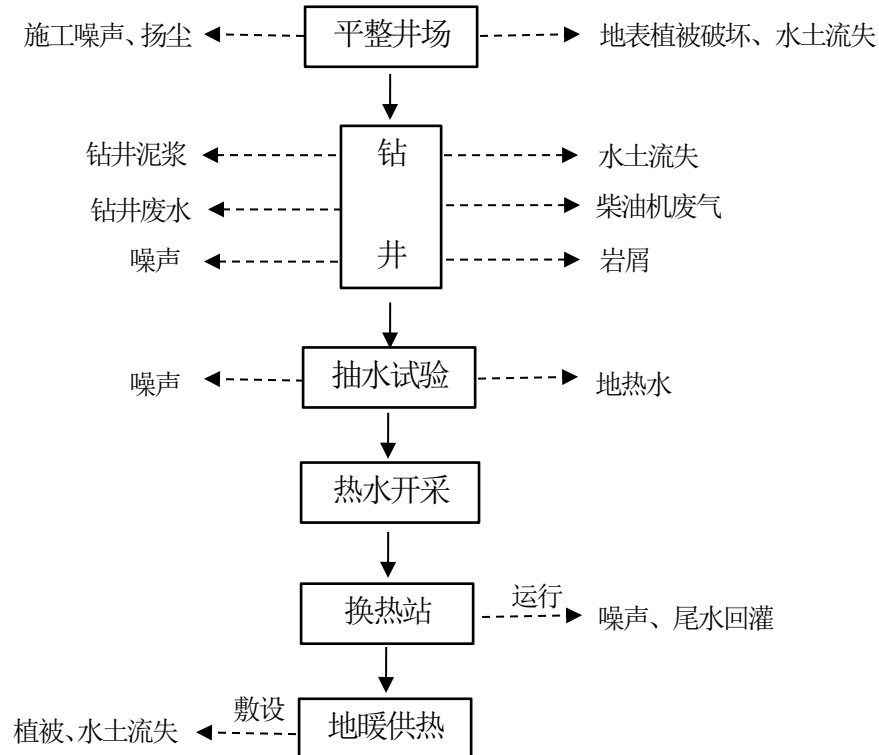 施工噪声、扬尘
平整井场
地表植被破坏、水土流失
钻井泥浆
钻
水土流失
钻井废水
柴油机废气
噪声
井
岩屑
噪声
抽水试验
地热水
热水开采
换热站
运行
噪声、尾水回灌
植被、水土流失
敷设
地暖供热